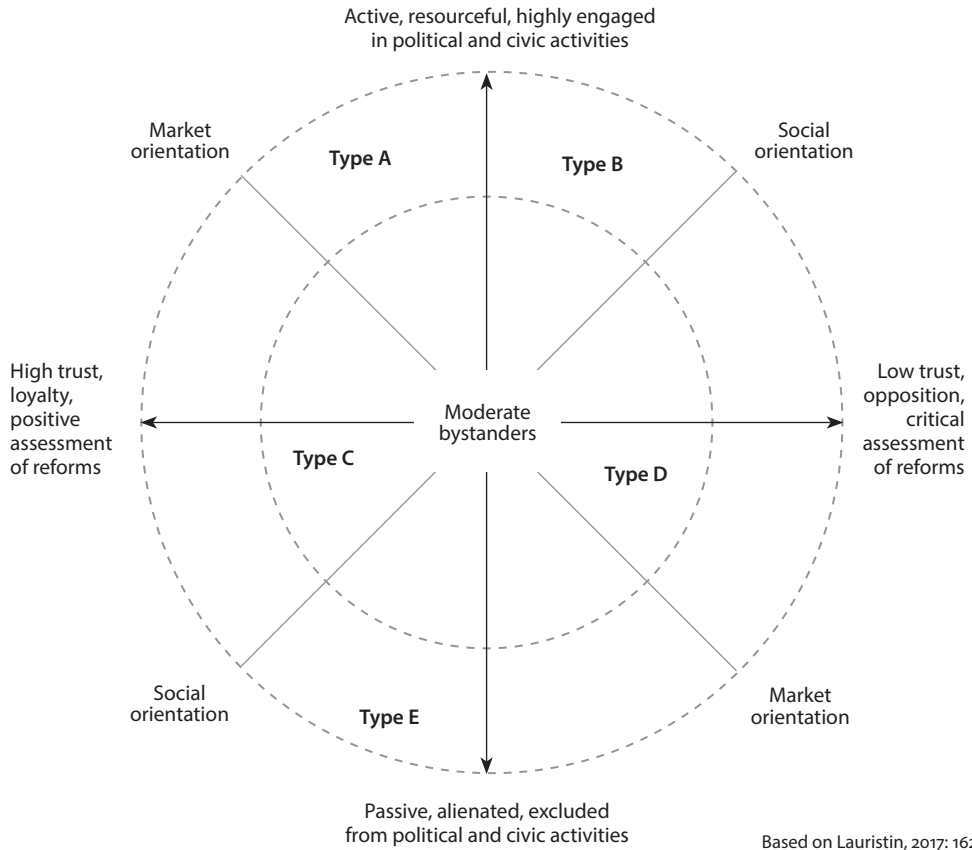 Active, resourceful, highly engaged
in political and civic activities
Market
orientation
Social
orientation
Type A
Type B
High trust,
loyalty,
positive
assessment
of reforms
Moderate
bystanders
Low trust,
opposition,
critical
assessment
of reforms
Type C
Type D
Social
orientation
Market
orientation
Type E
Passive, alienated, excluded
from political and civic activities
Based on Lauristin, 2017: 162